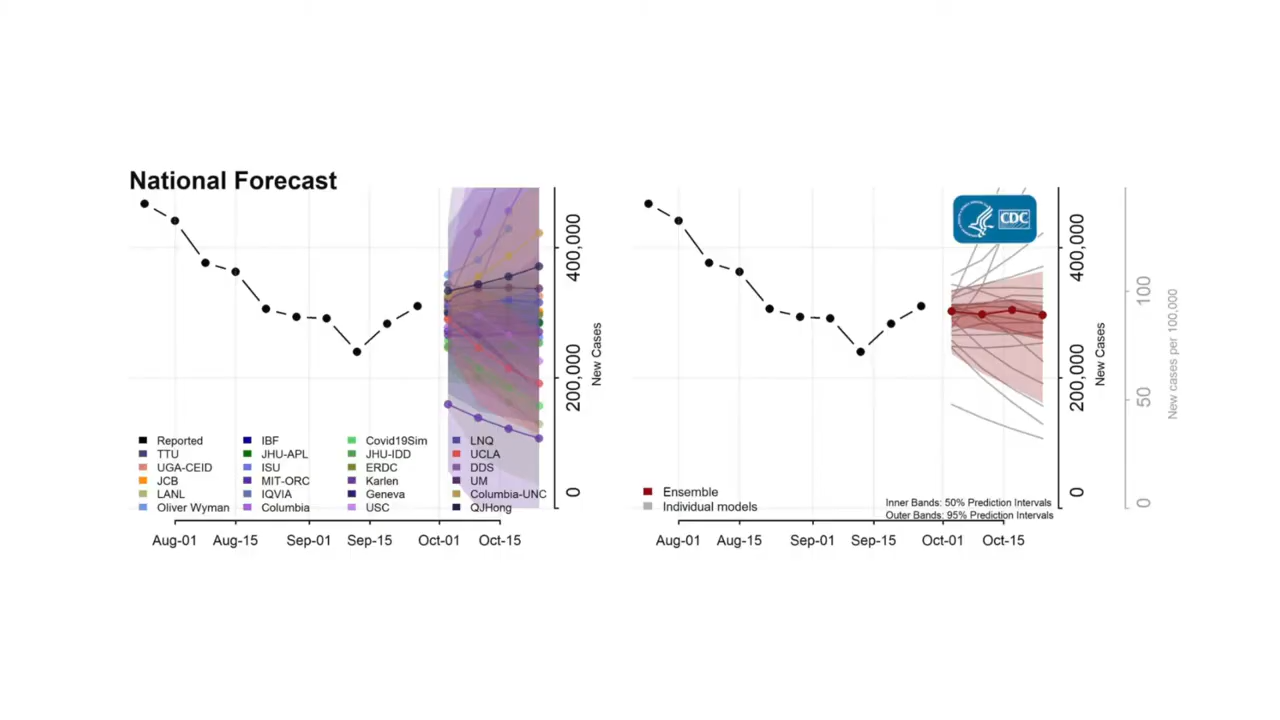 National Forecast
400,000
200,000
0
New Cases
Reported
TTU
UGA-CEID
JCB
LANL
Oliver Wyman
IBF
JHU-APL
ISU
MIT-ORC
IQVIA
Columbia
Covid19Sim
JHU-IDD
ERDC
Karlen
Geneva
USC
LNQ
UCLA
DDS
UM
Columbia-UNC
QJHong
Aug-01 Aug-15 Sep-01 Sep-15 Oct-01 Oct-15
CDC
400,000
200,000
0
New Cases
100
50
0
New cases per 100,000
Ensemble
Individual models
Inner Bands: 50% Prediction Intervals
Outer Bands: 95% Prediction Intervals
Aug-01 Aug-15 Sep-01 Sep-15 Oct-01 Oct-15